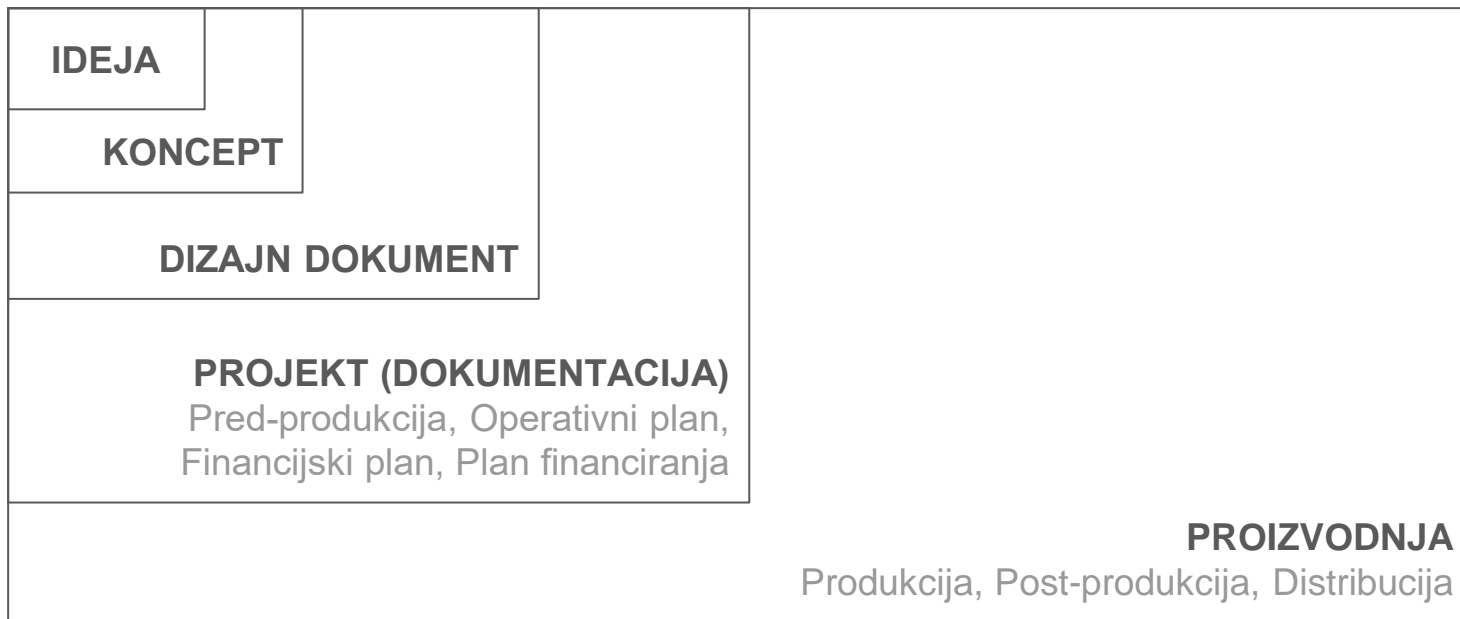 IDEJA
KONCEPT
DIZAJN DOKUMENT
PROJEKT (DOKUMENTACIJA)
Pred-produkcija, Operativni plan,
Financijski plan, Plan financiranja
PROIZVODNJA
Produkcija, Post-produkcija, Distribucija